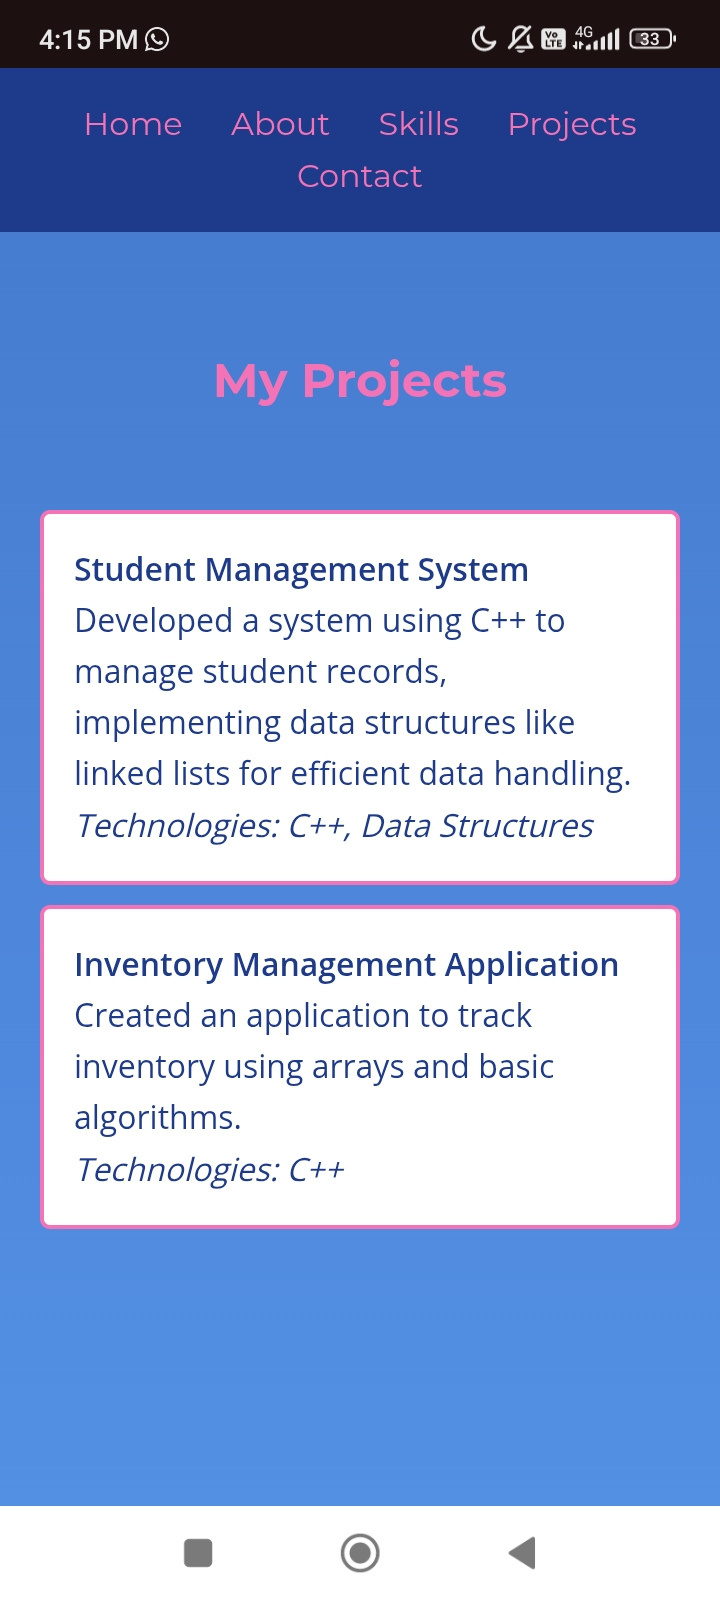 4:15 PM
Vo LTE 4G 33
Home About Skills Projects
Contact
My Projects
Student Management System
Developed a system using C++ to
manage student records,
implementing data structures like
linked lists for efficient data handling.
Technologies: C++, Data Structures
Inventory Management Application
Created an application to track
inventory using arrays and basic
algorithms.
Technologies: C++